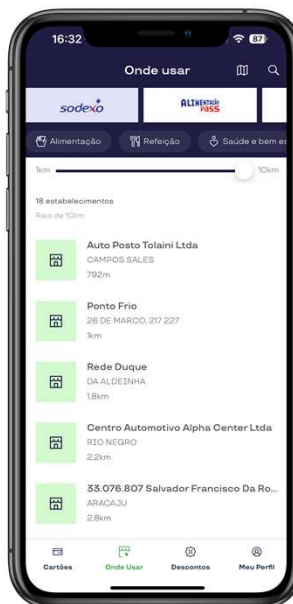 16:32
87
Onde usar
sodexo
ALIMENTAÇÃO PASS
Alimentação
Refeição
Saúde e bem es
1km
10km
18 estabelecimentos
Raio de 10km
Auto Posto Tolaini Ltda
CAMPOS SALES
792m
Ponto Frio
26 DE MARCO, 217 227
1km
Rede Duque
DA ALDEINHA
1,8km
Centro Automotivo Alpha Center Ltda
RIO NEGRO
2,2km
33.076.807 Salvador Francisco Da Ro...
ARACAJU
2,8km
Cartões
Onde Usar
Descontos
Meu Perfil